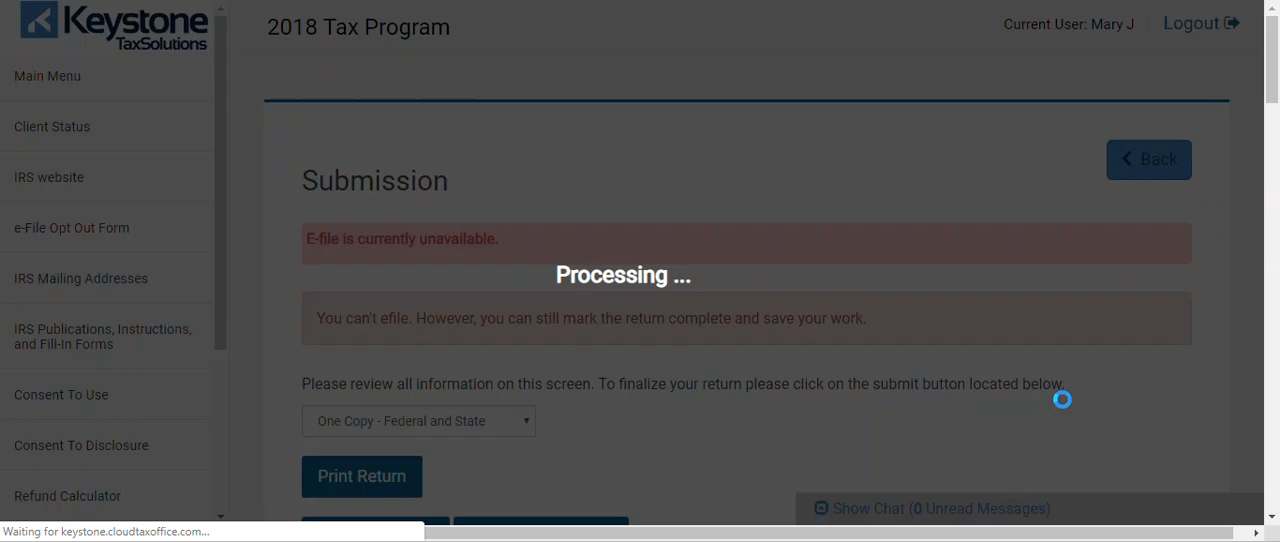 Keystone
TaxSolutions
2018 Tax Program
Current User: Mary J
Logout
Main Menu
Client Status
IRS website
e-File Opt Out Form
IRS Mailing Addresses
IRS Publications, Instructions,
and Fill-In Forms
Consent To Use
Consent To Disclosure
Refund Calculator
Back
Submission
E-file is currently unavailable.
Processing ...
You can't efile. However, you can still mark the return complete and save your work.
Please review all information on this screen. To finalize your return please click on the submit button located below.
One Copy - Federal and State
Print Return
Show Chat (0 Unread Messages)
Waiting for keystone.cloudtaxoffice.com...